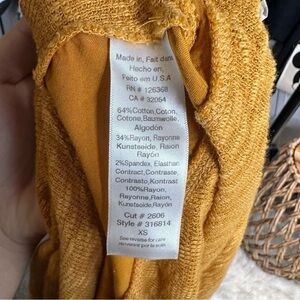 Made in, Fait dans
Hecho en,
Feito em U.S.A
RN # 126368
CA # 32054
64%Cotton,Coton,
Cotone,Baumwolle,
Algodón
34%Rayon, Rayonne
Kunstseide, Raion
Rayón
2%Spandex, Elasthan
Contract, Contraste,
Contrasto, Kontrast
100%Rayon,
Rayonne, Raion,
Kunstseide, Rayón
Cut # 2606
Style # 316814
XS
See reverse for care